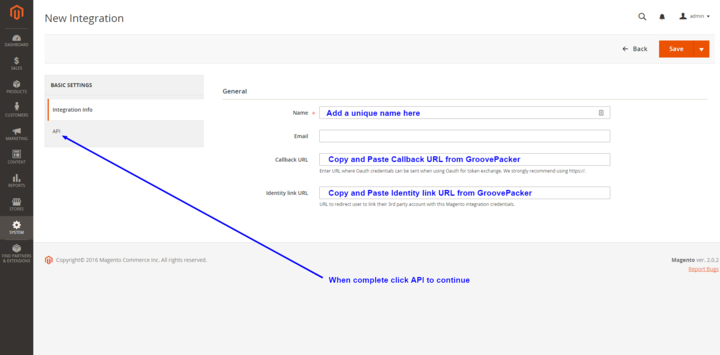 New Integration
admin
DASHBOARD
SALES
PRODUCTS
CUSTOMERS
MARKETING
CONTENT
REPORTS
STORES
SYSTEM
FIND PARTNERS
& EXTENSIONS
← Back
Save
BASIC SETTINGS
Integration Info
API
General
Name *
Add a unique name here
Email
Callback URL
Copy and Paste Callback URL from GroovePacker
Enter URL where Oauth credentials can be sent when using Oauth for token exchange. We strongly recommend using https://.
Identity link URL
Copy and Paste Identity link URL from GroovePacker
URL to redirect user to link their 3rd party account with this Magento integration credentials.
Copyright© 2016 Magento Commerce Inc. All rights reserved.
Magento ver. 2.0.2
Report Bugs
When complete click API to continue